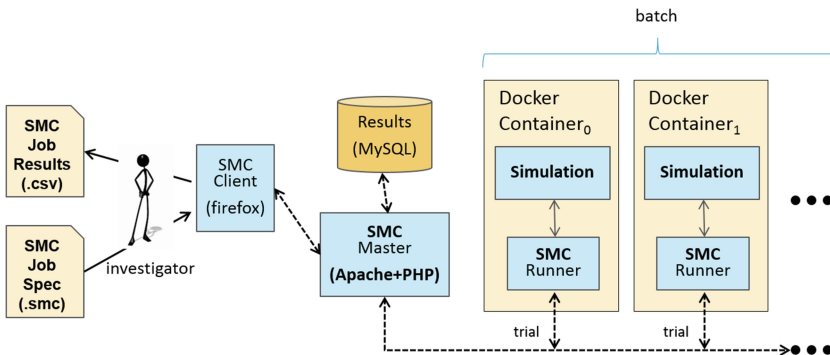 batch
SMC
Job
Results
(.csv)
SMC
Job
Spec
(.smc)
investigator
SMC
Client
(firefox)
Results
(MySQL)
SMC
Master
(Apache+PHP)
Docker
Container₀
Simulation
SMC
Runner
trial
Docker
Container₁
Simulation
SMC
Runner
trial